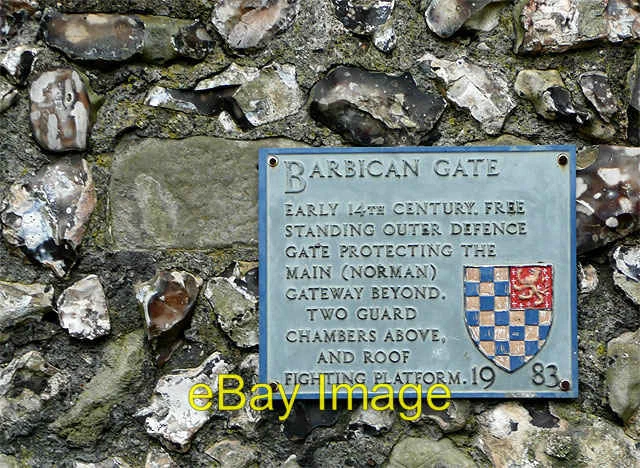 BARBICAN GATE
EARLY 14TH CENTURY. FREE
STANDING OUTER DEFENCE
GATE PROTECTING THE
MAIN (NORMAN)
GATEWAY BEYOND.
TWO GUARD
CHAMBERS ABOVE,
AND ROOF
FIGHTING PLATFORM. 19 83
eBay Image